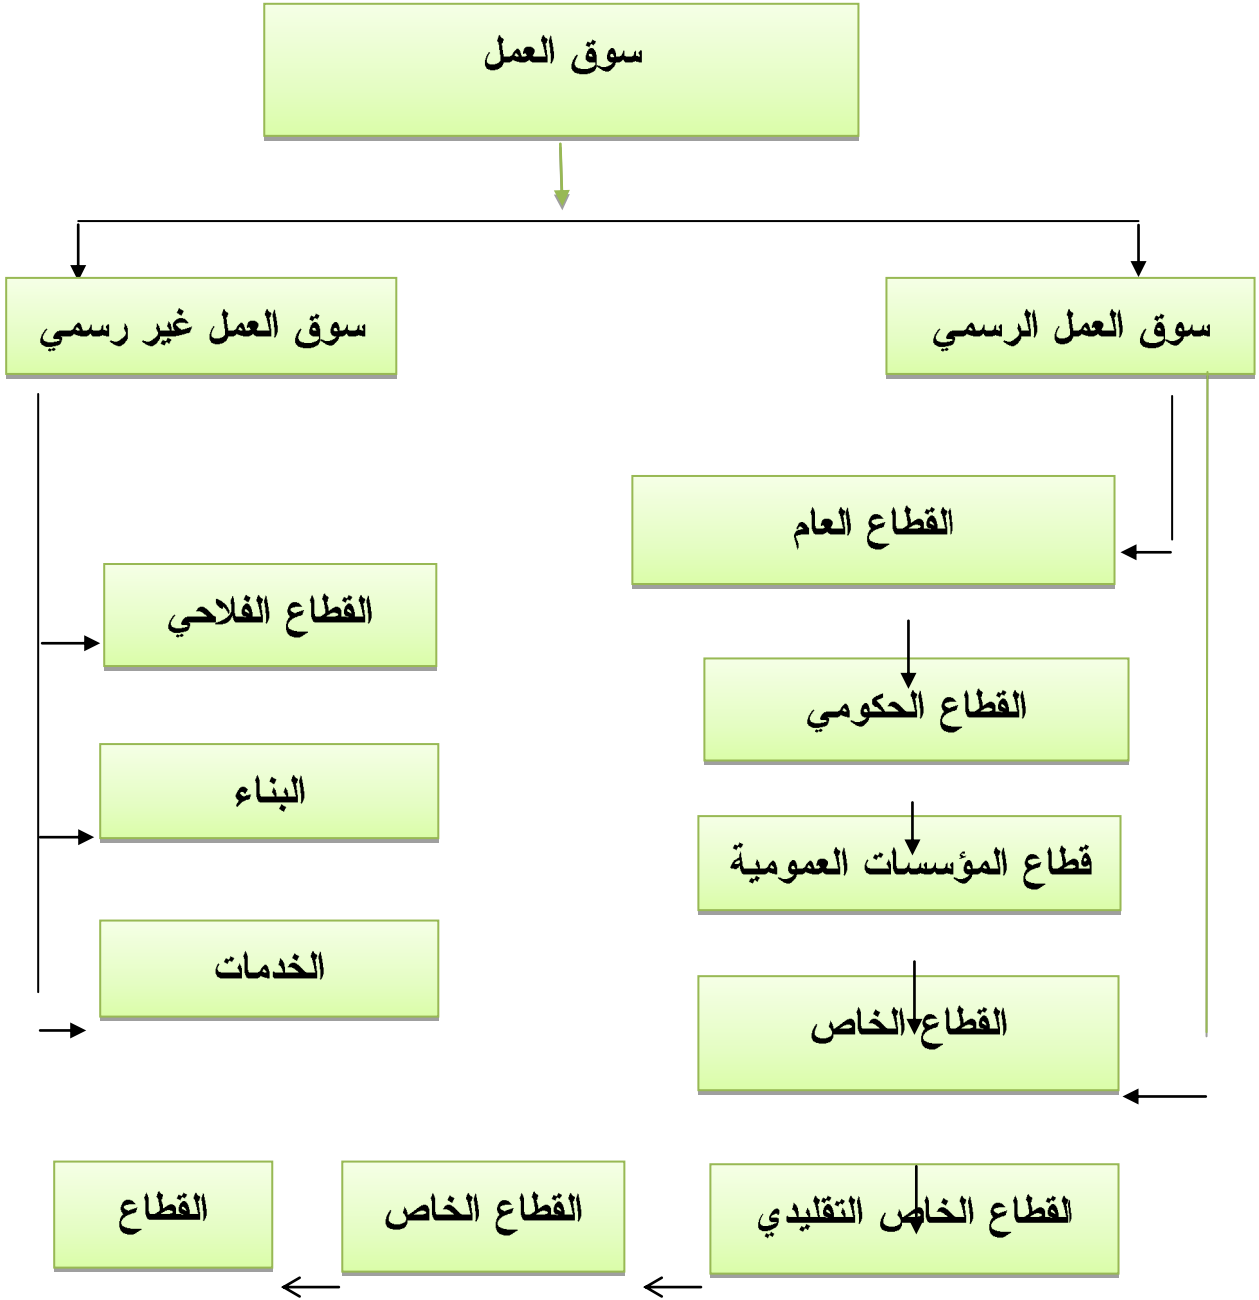 سوق العمل
سوق العمل الرسمي
سوق العمل غير رسمي
القطاع العام
القطاع الفلاحي
القطاع الحكومي
البناء
قطاع المؤسسات العمومية
الخدمات
القطاع الخاص
القطاع الخاص التقليدي
القطاع الخاص
القطاع